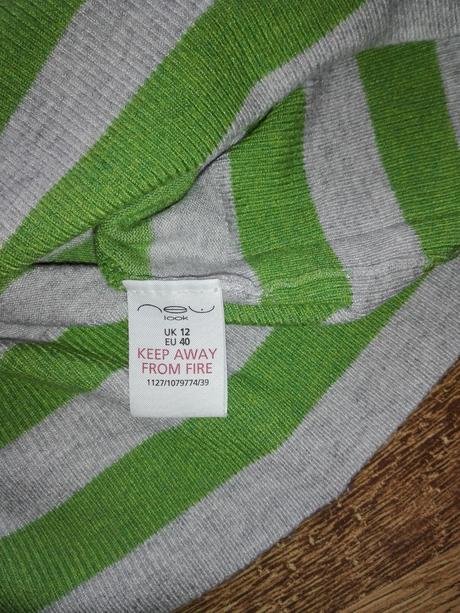 new
look
UK 12
EU 40
KEEP AWAY
FROM FIRE
1127/1079774/39